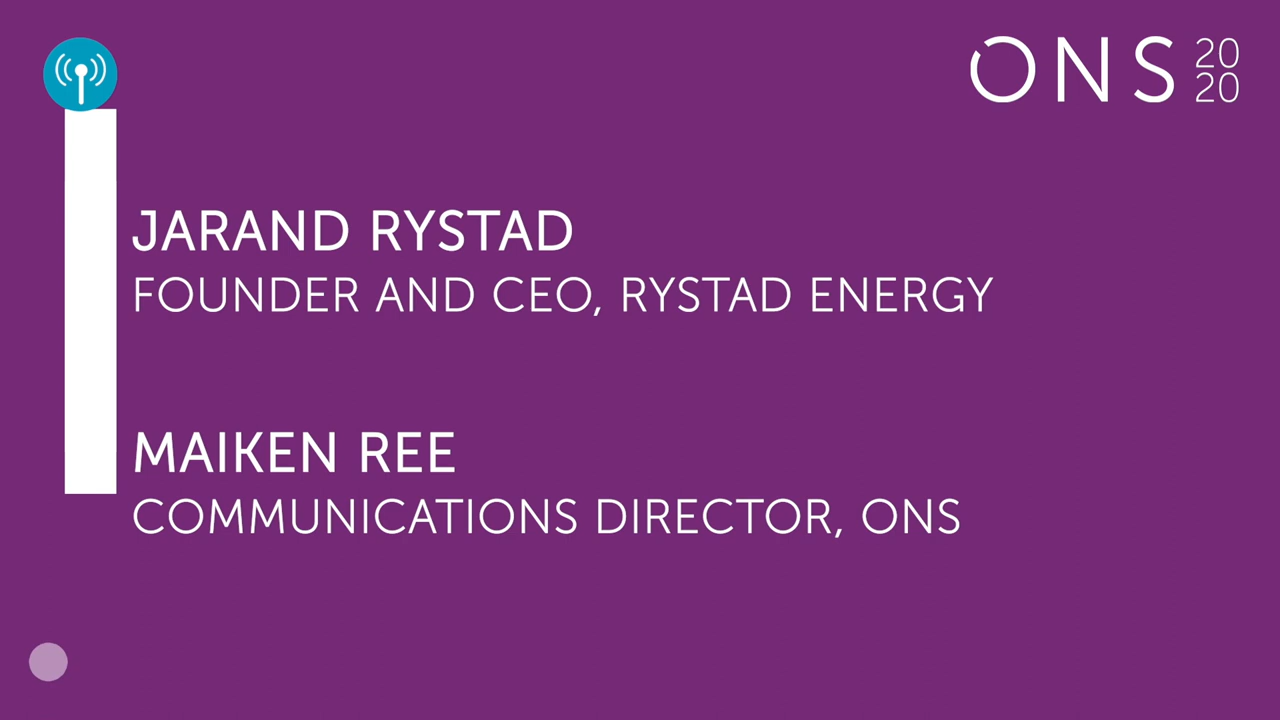 ONS 20
20
JARAND RYSTAD
FOUNDER AND CEO, RYSTAD ENERGY
MAIKEN REE
COMMUNICATIONS DIRECTOR, ONS